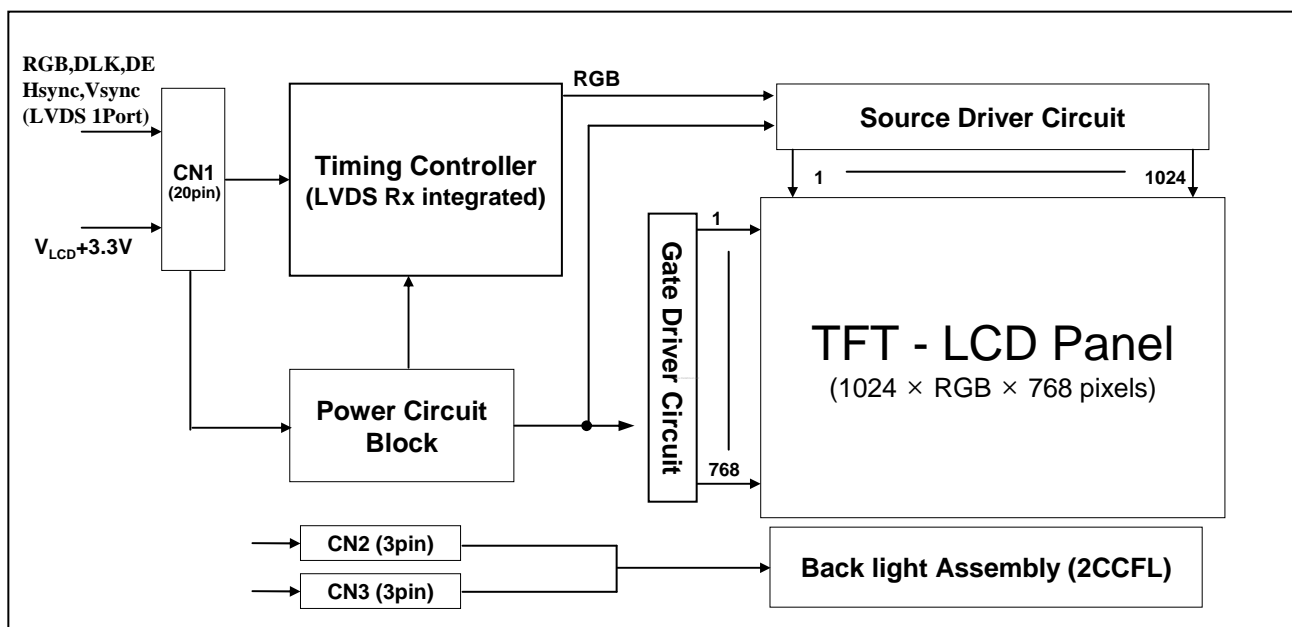 RGB,DLK,DE
Hsync,Vsync
(LVDS 1Port)
V_LCD+3.3V
CN1
(20pin)
Timing Controller
(LVDS Rx integrated)
RGB
Source Driver Circuit
1
1024
Power Circuit
Block
Gate Driver Circuit
1
768
TFT - LCD Panel
(1024 × RGB × 768 pixels)
CN2 (3pin)
CN3 (3pin)
Back light Assembly (2CCFL)